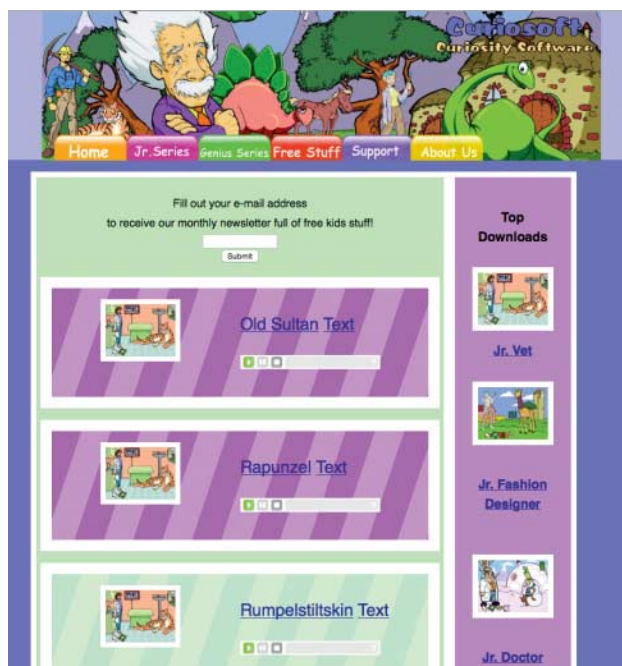 Curiosoft
Curiosity Software
Home Jr.Series Genius Series Free Stuff Support About Us
Fill out your e-mail address
to receive our monthly newsletter full of free kids stuff!
Submit
Old Sultan Text
Rapunzel Text
Rumpelstiltskin Text
Top
Downloads
Jr. Vet
Jr. Fashion
Designer
Jr. Doctor